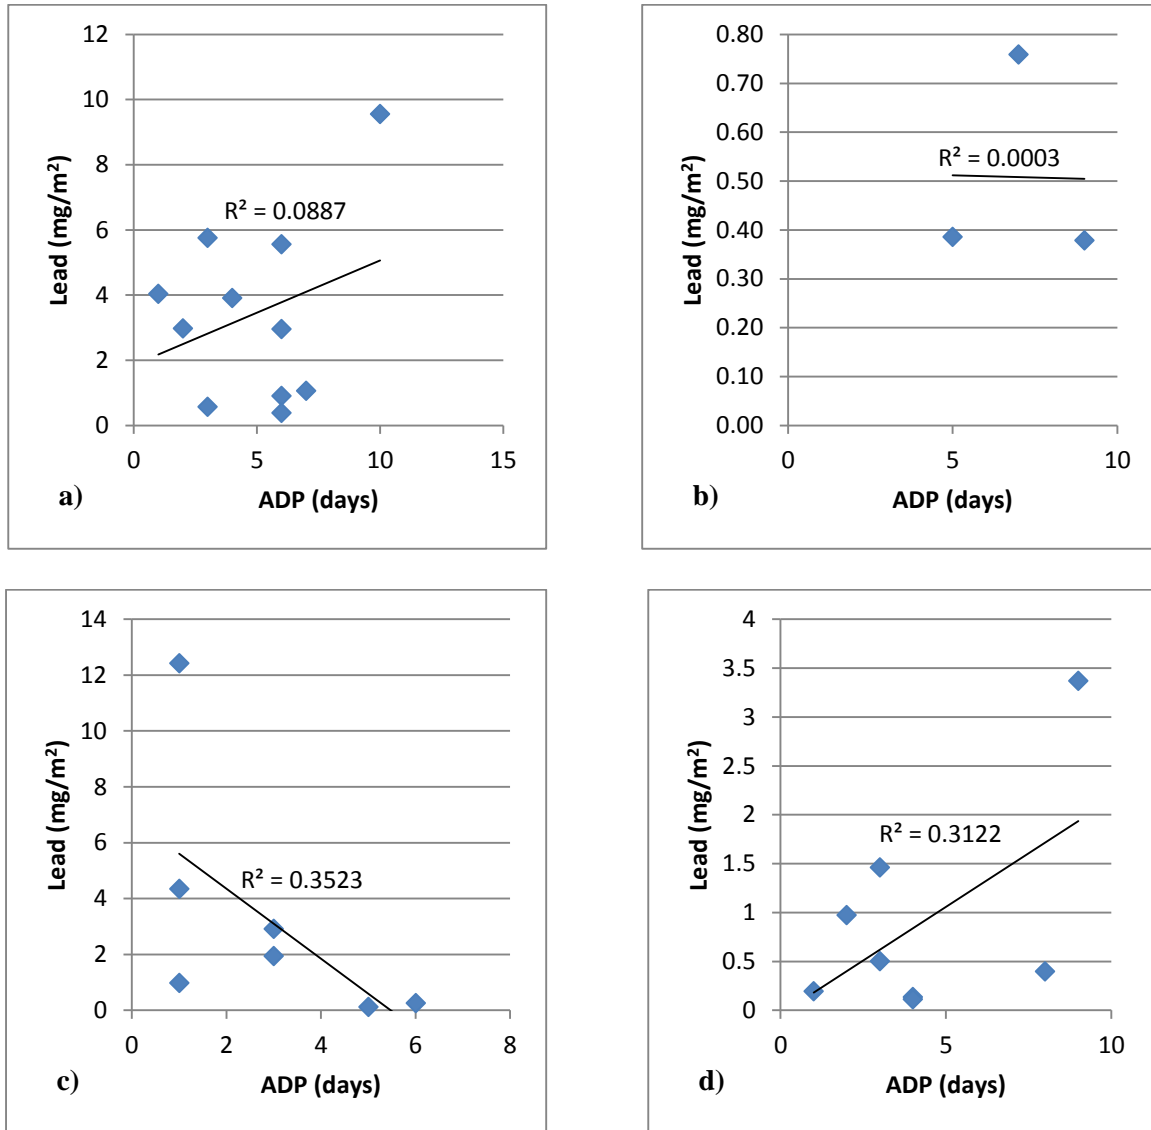 12
10
8
6
4
2
0
Lead (mg/m²)
R² = 0.0887
0 5 10 15
a)
ADP (days)
0.80
0.70
0.60
0.50
0.40
0.30
0.20
0.10
0.00
Lead (mg/m²)
R² = 0.0003
0 5 10
b)
ADP (days)
14
12
10
8
6
4
2
0
Lead (mg/m²)
R² = 0.3523
0 2 4 6 8
c)
ADP (days)
4
3.5
3
2.5
2
1.5
1
0.5
0
Lead (mg/m²)
R² = 0.3122
0 5 10
d)
ADP (days)